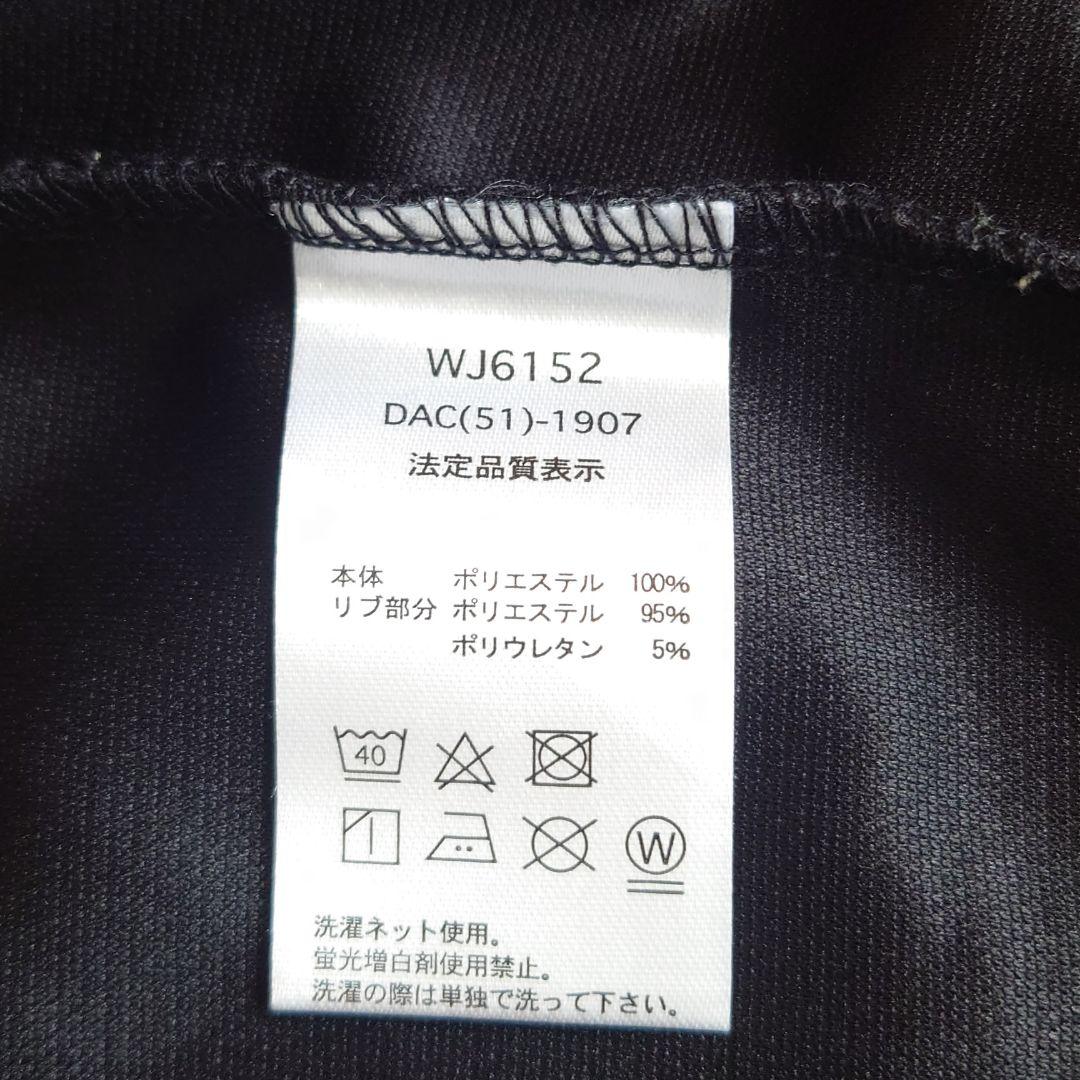 WJ6152
DAC(51)-1907
法定品質表示
本体 ポリエステル 100%
リブ部分 ポリエステル 95%
ポリウレタン 5%
40
W
洗濯ネット使用。
蛍光増白剤使用禁止。
洗濯の際は単独で洗って下さい。